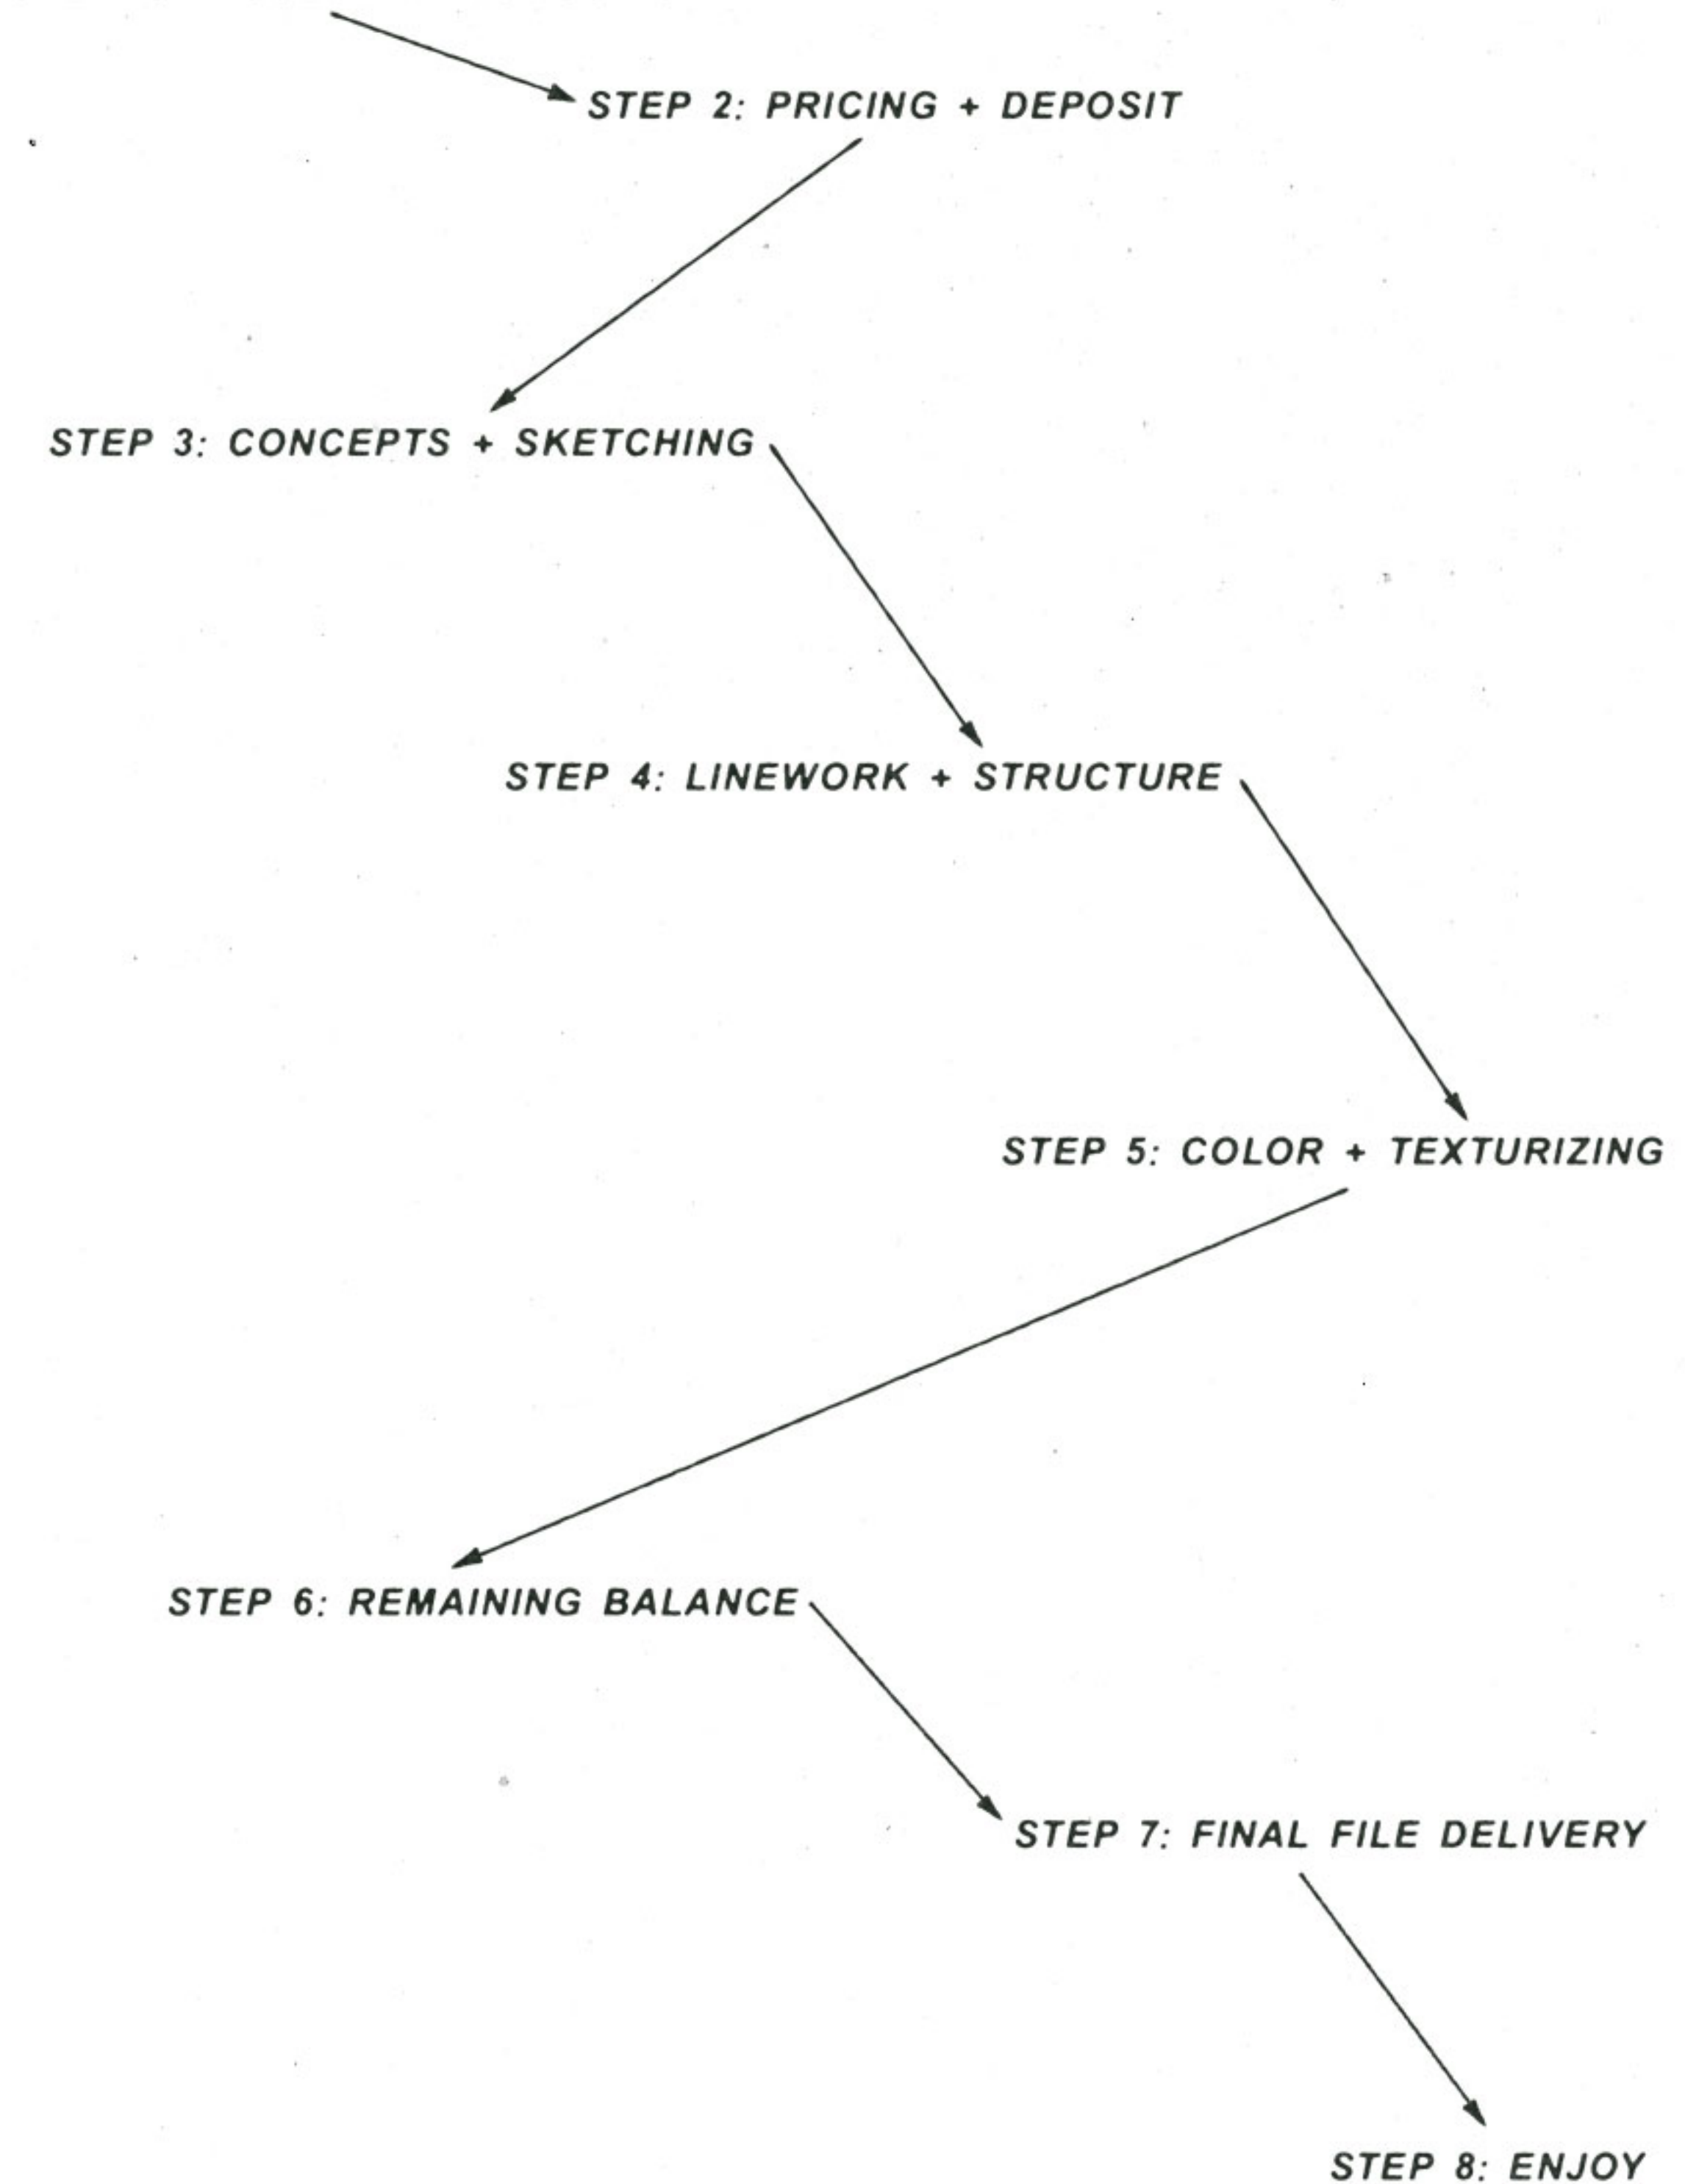 STEP 2: PRICING + DEPOSIT
STEP 3: CONCEPTS + SKETCHING
STEP 4: LINEWORK + STRUCTURE
STEP 5: COLOR + TEXTURIZING
STEP 6: REMAINING BALANCE
STEP 7: FINAL FILE DELIVERY
STEP 8: ENJOY